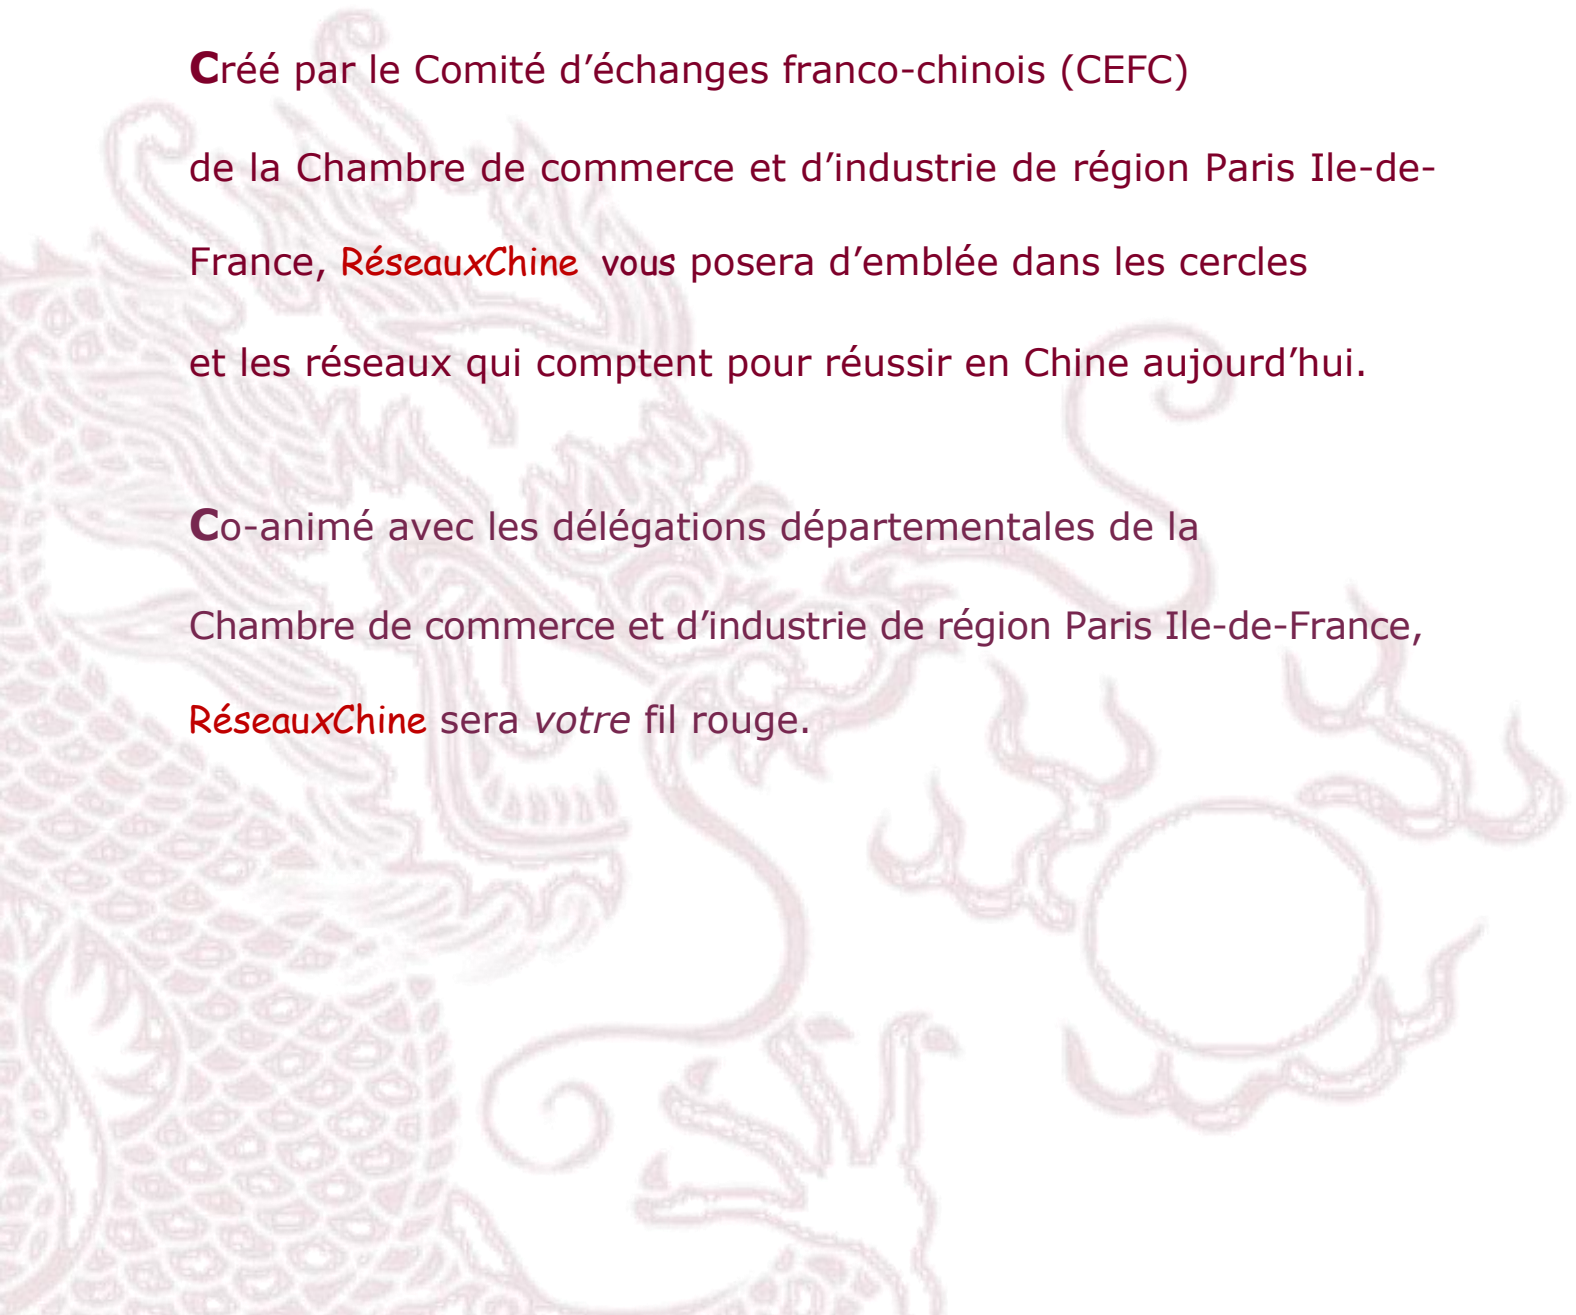 Créé par le Comité d’échanges franco-chinois (CEFC)
de la Chambre de commerce et d’industrie de région Paris Ile-de-
France, RéseauxChine vous posera d’emblée dans les cercles
et les réseaux qui comptent pour réussir en Chine aujourd’hui.
Co-animé avec les délégations départementales de la
Chambre de commerce et d’industrie de région Paris Ile-de-France,
RéseauxChine sera votre fil rouge.